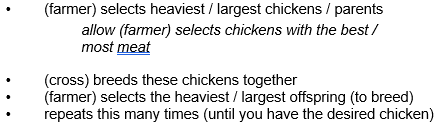 • (farmer) selects heaviest / largest chickens / parents
allow (farmer) selects chickens with the best /
most meat
• (cross) breeds these chickens together
• (farmer) selects the heaviest / largest offspring (to breed)
• repeats this many times (until you have the desired chicken)